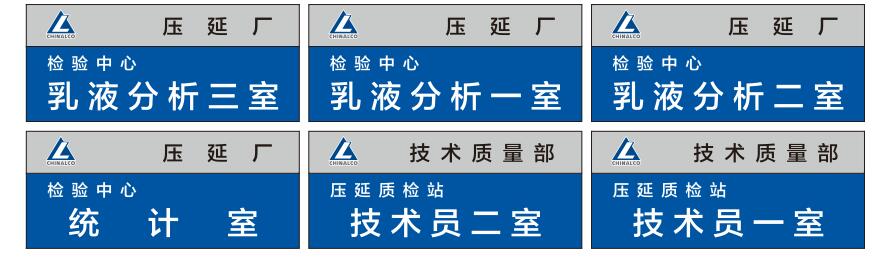 CHINALCO 压延厂
检验中心
乳液分析三室
CHINALCO 压延厂
检验中心
乳液分析一室
CHINALCO 压延厂
检验中心
乳液分析二室
CHINALCO 压延厂
检验中心
统计室
CHINALCO 技术质量部
压延质检站
技术员二室
CHINALCO 技术质量部
压延质检站
技术员一室